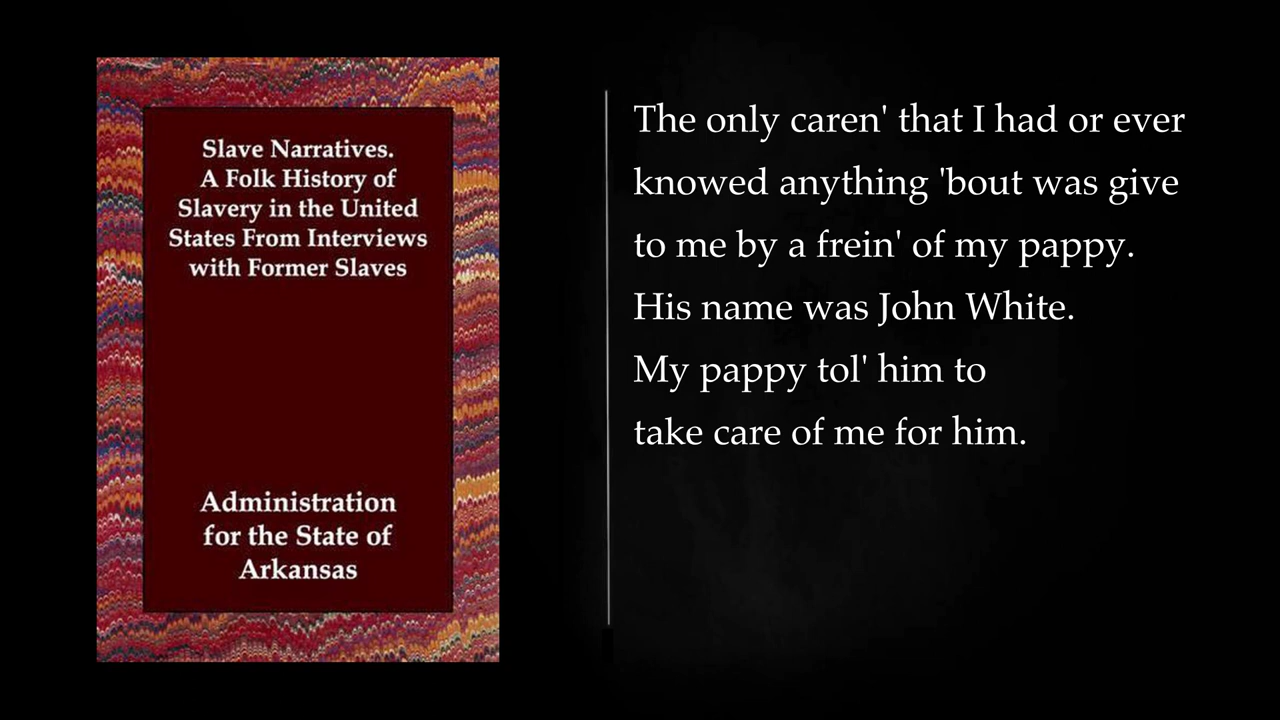 Slave Narratives.
A Folk History of
Slavery in the United
States From Interviews
with Former Slaves
Administration
for the State of
Arkansas
The only caren' that I had or ever
knowed anything 'bout was give
to me by a frein' of my pappy.
His name was John White.
My pappy tol' him to
take care of me for him.